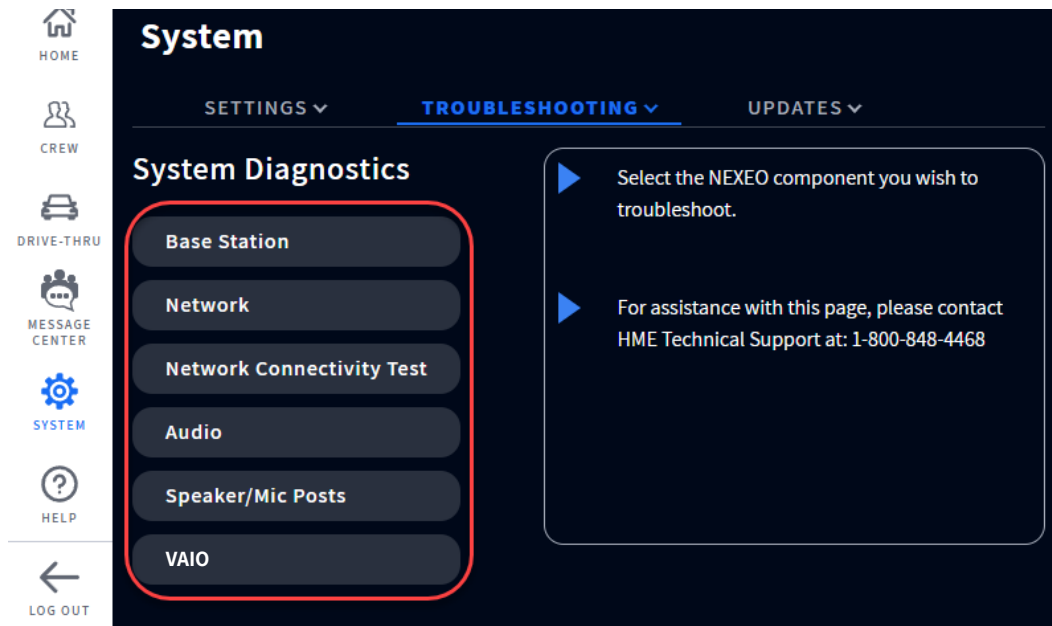 HOME
CREW
DRIVE-THRU
MESSAGE
CENTER
SYSTEM
HELP
LOG OUT
System
SETTINGS
TROUBLESHOOTING
UPDATES
System Diagnostics
Base Station
Network
Network Connectivity Test
Audio
Speaker/Mic Posts
VAIO
Select the NEXEO component you wish to
troubleshoot.
For assistance with this page, please contact
HME Technical Support at: 1-800-848-4468